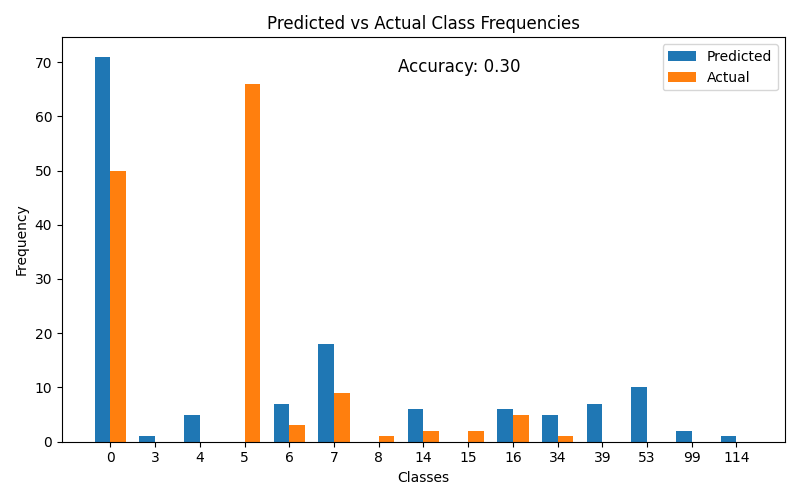 Predicted vs Actual Class Frequencies
Accuracy: 0.30
Predicted
Actual
70
60
50
40
30
20
10
0
Frequency
0 3 4 5 6 7 8 14 15 16 34 39 53 99 114
Classes